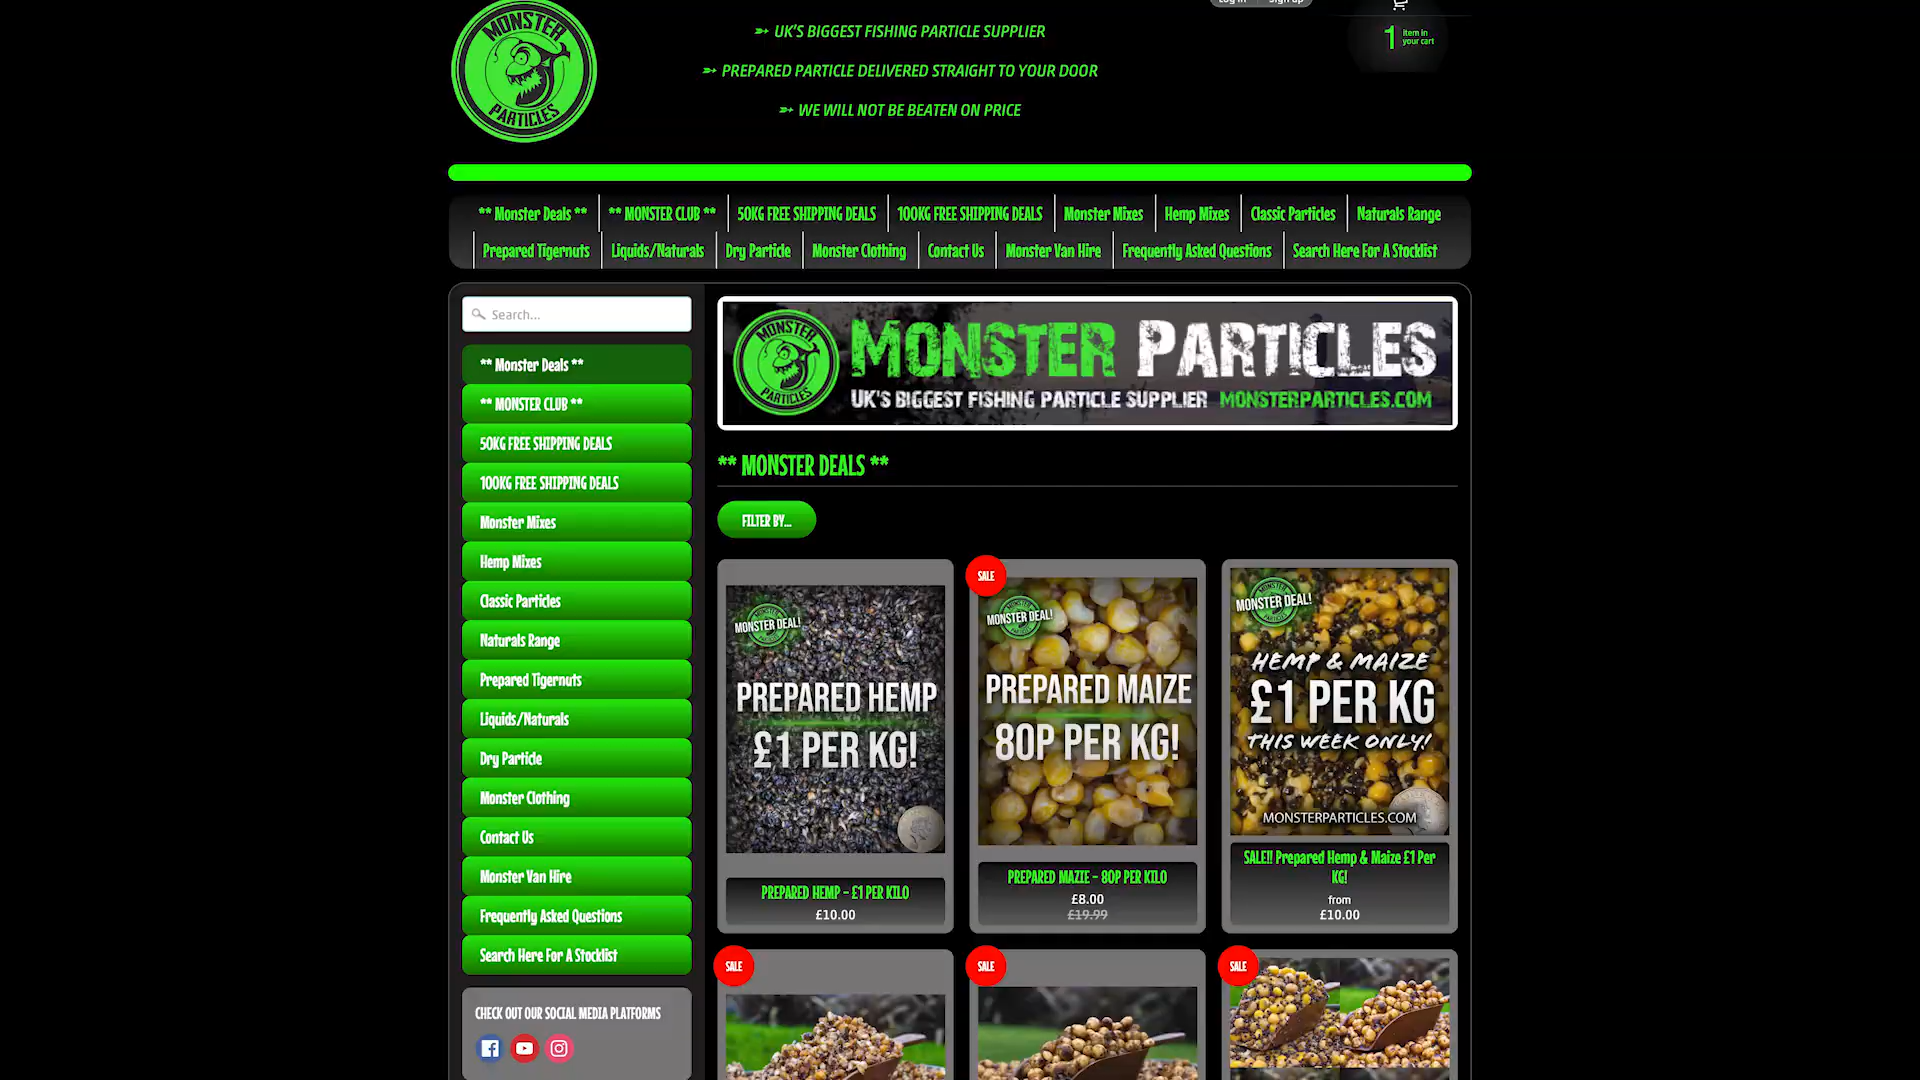 Log in
Sign up
MONSTER
PARTICLES
➳ UK'S BIGGEST FISHING PARTICLE SUPPLIER
➳ PREPARED PARTICLE DELIVERED STRAIGHT TO YOUR DOOR
➳ WE WILL NOT BE BEATEN ON PRICE
1 item in
your cart
** Monster Deals **
** MONSTER CLUB **
50KG FREE SHIPPING DEALS
100KG FREE SHIPPING DEALS
Monster Mixes
Hemp Mixes
Classic Particles
Naturals Range
Prepared Tigernuts
Liquids/Naturals
Dry Particle
Monster Clothing
Contact Us
Monster Van Hire
Frequently Asked Questions
Search Here For A Stocklist
Search...
** Monster Deals **
** MONSTER CLUB **
50KG FREE SHIPPING DEALS
100KG FREE SHIPPING DEALS
Monster Mixes
Hemp Mixes
Classic Particles
Naturals Range
Prepared Tigernuts
Liquids/Naturals
Dry Particle
Monster Clothing
Contact Us
Monster Van Hire
Frequently Asked Questions
Search Here For A Stocklist
CHECK OUT OUR SOCIAL MEDIA PLATFORMS
MONSTER
PARTICLES
MONSTER PARTICLES
UK'S BIGGEST FISHING PARTICLE SUPPLIER MONSTERPARTICLES.COM
** MONSTER DEALS **
FILTER BY...
MONSTER DEAL!
PREPARED HEMP
£1 PER KG!
PREPARED HEMP - £1 PER KILO
£10.00
SALE
MONSTER DEAL!
PREPARED MAIZE
80P PER KG!
PREPARED MAZIE - 80P PER KILO
£8.00
£19.99
MONSTER DEAL!
HEMP & MAIZE
£1 PER KG
THIS WEEK ONLY!
MONSTERPARTICLES.COM
SALE!! Prepared Hemp & Maize £1 Per
KG!
from
£10.00
SALE
SALE
SALE